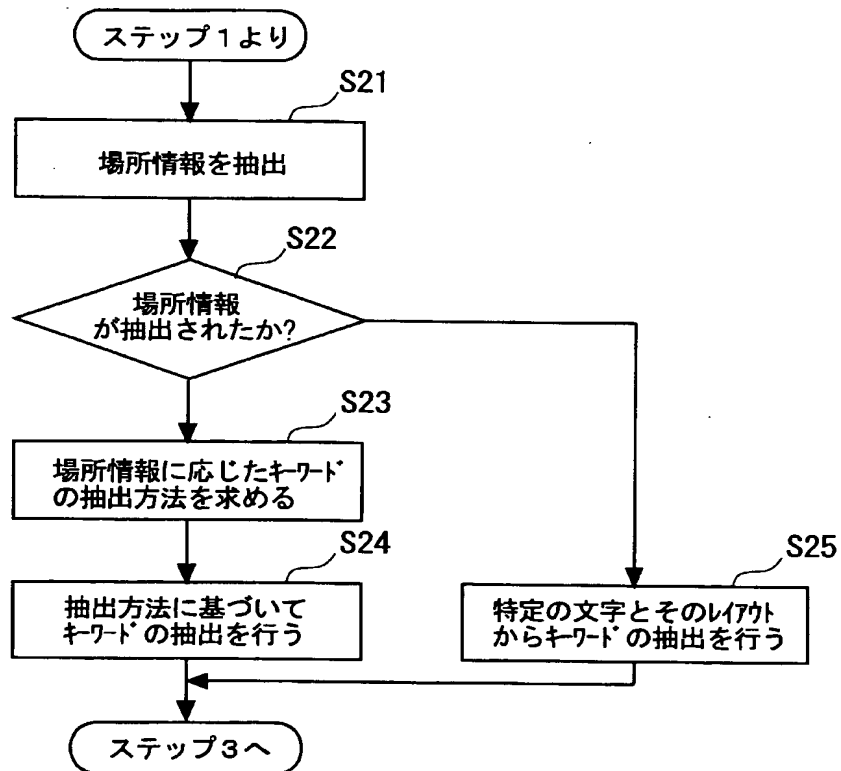 ステップ1より
S21
場所情報を抽出
S22
場所情報
が抽出されたか?
S23
場所情報に応じたｷｰﾜｰﾄﾞ
の抽出方法を求める
S24
抽出方法に基づいて
ｷｰﾜｰﾄﾞの抽出を行う
S25
特定の文字とそのﾚｲｱｳﾄ
からｷｰﾜｰﾄﾞの抽出を行う
ステップ3へ